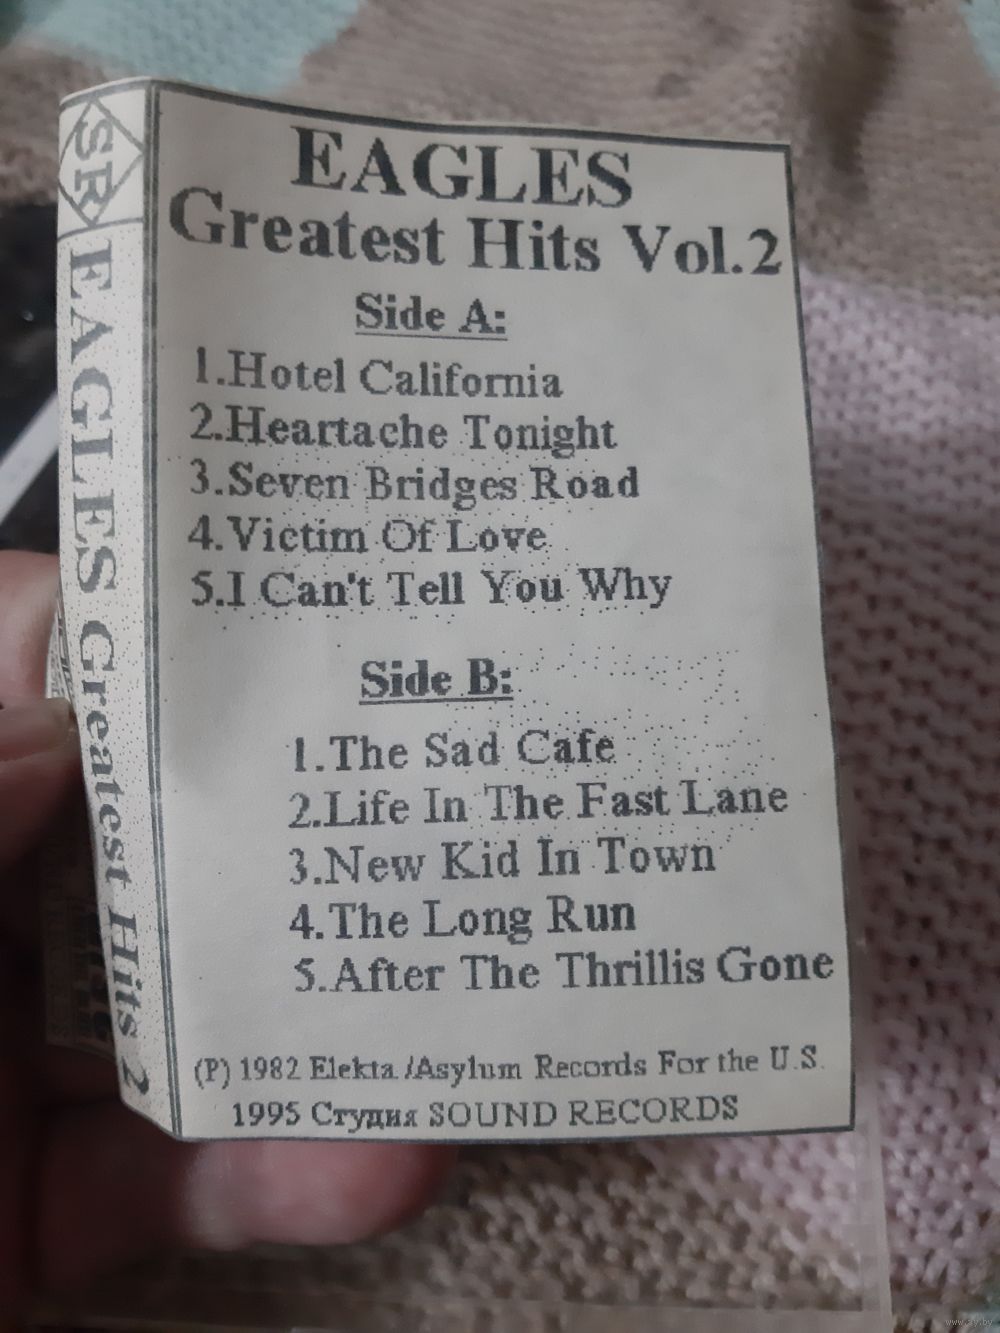 SR
EAGLES Greatest Hits 2
EAGLES
Greatest Hits Vol.2
Side A:
1.Hotel California
2.Heartache Tonight
3.Seven Bridges Road
4.Victim Of Love
5.I Can't Tell You Why
Side B:
1.The Sad Cafe
2.Life In The Fast Lane
3.New Kid In Town
4.The Long Run
5.After The Thrillis Gone
(P) 1982 Elekta /Asylum Records For the U.S.
1995 Студия SOUND RECORDS
www.ay.by